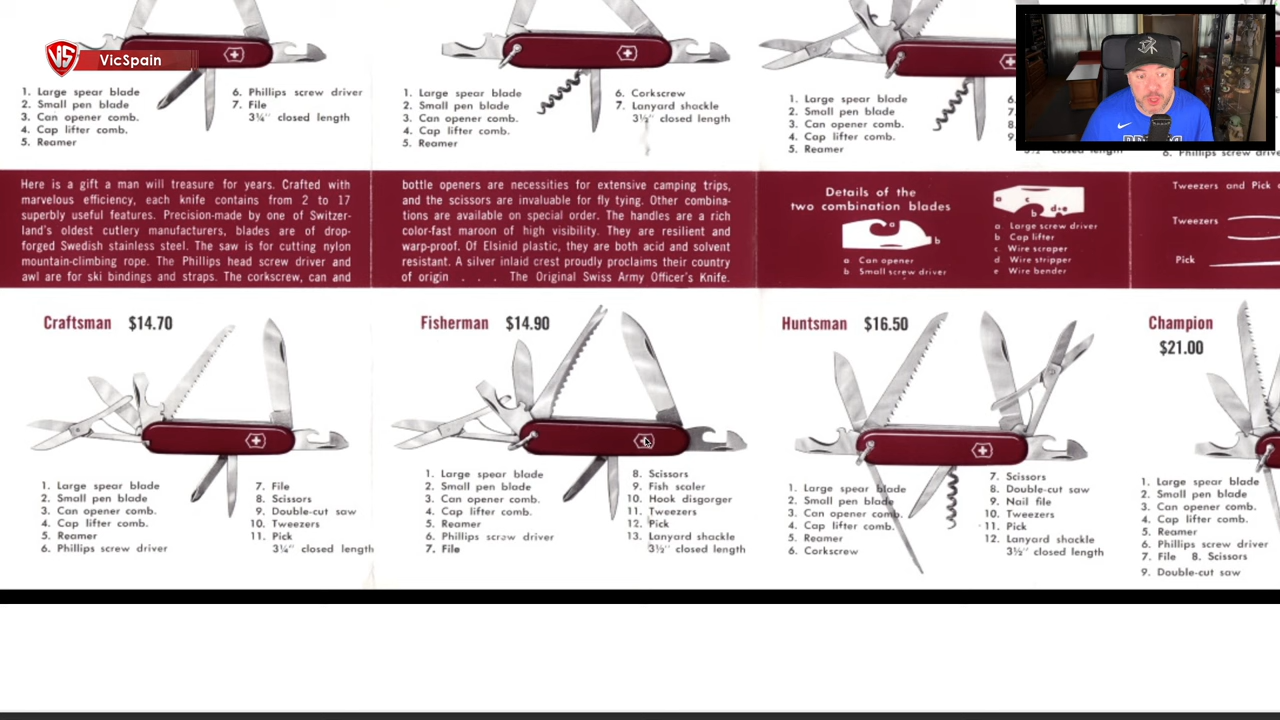 VicSpain
1. Large spear blade
2. Small pen blade
3. Can opener comb.
4. Cap lifter comb.
5. Reamer
6. Phillips screw driver
7. File
3¼" closed length
1. Large spear blade
2. Small pen blade
3. Can opener comb.
4. Cap lifter comb.
5. Reamer
6. Corkscrew
7. Lanyard shackle
3½" closed length
1. Large spear blade
2. Small pen blade
3. Can opener comb.
4. Cap lifter comb.
5. Reamer
6. Phillips screw
Here is a gift a man will treasure for years. Crafted with
marvelous efficiency, each knife contains from 2 to 17
superbly useful features. Precision-made by one of Switzer-
land's oldest cutlery manufacturers, blades are of drop-
forged Swedish stainless steel. The saw is for cutting nylon
mountain-climbing rope. The Phillips head screw driver and
awl are for ski bindings and straps. The corkscrew, can and
bottle openers are necessities for extensive camping trips,
and the scissors are invaluable for fly tying. Other combina-
tions are available on special order. The handles are a rich
color-fast maroon of high visibility. They are resilient and
warp-proof. Of Elsinid plastic, they are both acid and solvent
resistant. A silver inlaid crest proudly proclaims their country
of origin . . . . The Original Swiss Army Officer's Knife.
Details of the
two combination blades
a
b
a Can opener
b Small screw driver
a c
b d e
a Large screw driver
b Cap lifter
c Wire scraper
d Wire stripper
e Wire bender
Tweezers and Pick
Tweezers
Pick
Craftsman $14.70
1. Large spear blade
2. Small pen blade
3. Can opener comb.
4. Cap lifter comb.
5. Reamer
6. Phillips screw driver
7. File
8. Scissors
9. Double-cut saw
10. Tweezers
11. Pick
3¼" closed length
Fisherman $14.90
1. Large spear blade
2. Small pen blade
3. Can opener comb.
4. Cap lifter comb.
5. Reamer
6. Phillips screw driver
7. File
8. Scissors
9. Fish scaler
10. Hook disgorger
11. Tweezers
12. Pick
13. Lanyard shackle
3½" closed length
Huntsman $16.50
1. Large spear blade
2. Small pen blade
3. Can opener comb.
4. Cap lifter comb.
5. Reamer
6. Corkscrew
7. Scissors
8. Double-cut saw
9. Nail file
10. Tweezers
11. Pick
12. Lanyard shackle
3½" closed length
Champion
$21.00
1. Large spear blade
2. Small pen blade
3. Can opener comb.
4. Cap lifter comb.
5. Reamer
6. Phillips screw driver
7. File 8. Scissors
9. Double-cut saw